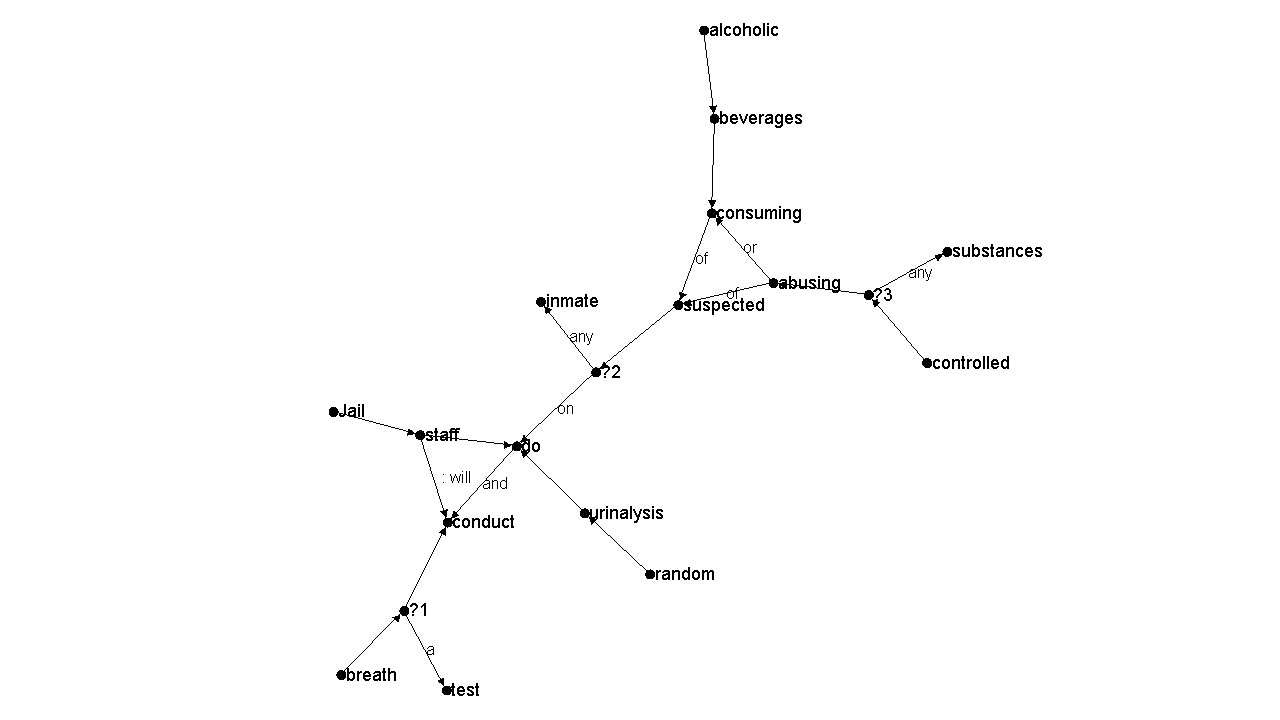 alcoholic
beverages
consuming
or
of
substances
any
abusing
of
?3
suspected
inmate
any
controlled
?2
on
Jail
staff
go
: will
and
urinalysis
conduct
random
?1
a
breath
test